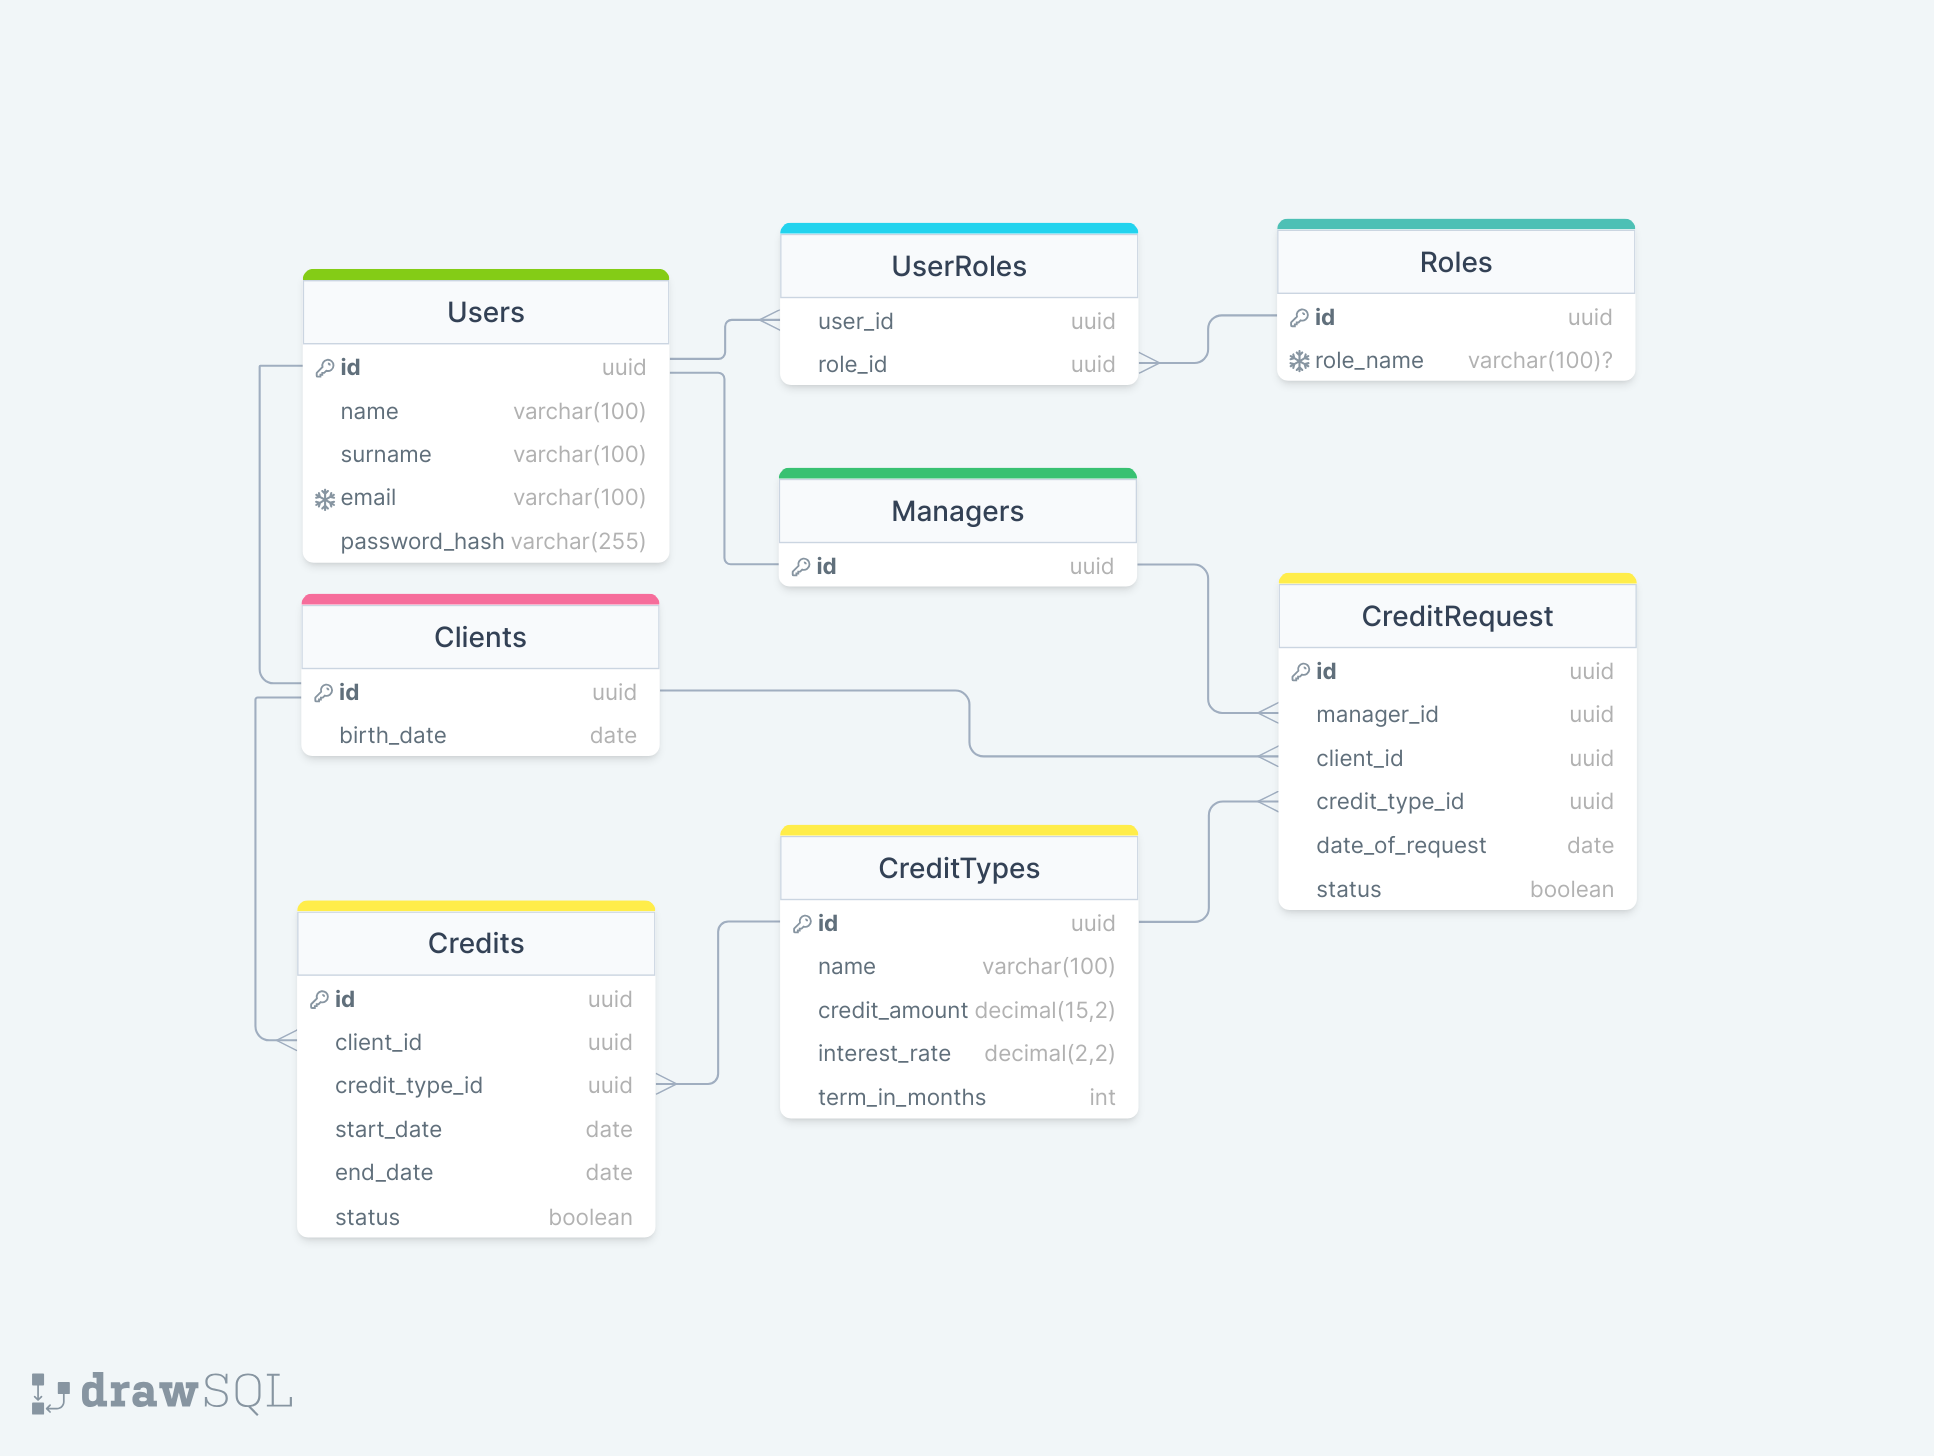 Users
id uuid
name varchar(100)
surname varchar(100)
email varchar(100)
password_hash varchar(255)
UserRoles
user_id uuid
role_id uuid
Roles
id uuid
role_name varchar(100)?
Managers
id uuid
Clients
id uuid
birth_date date
CreditRequest
id uuid
manager_id uuid
client_id uuid
credit_type_id uuid
date_of_request date
status boolean
CreditTypes
id uuid
name varchar(100)
credit_amount decimal(15,2)
interest_rate decimal(2,2)
term_in_months int
Credits
id uuid
client_id uuid
credit_type_id uuid
start_date date
end_date date
status boolean
drawSQL